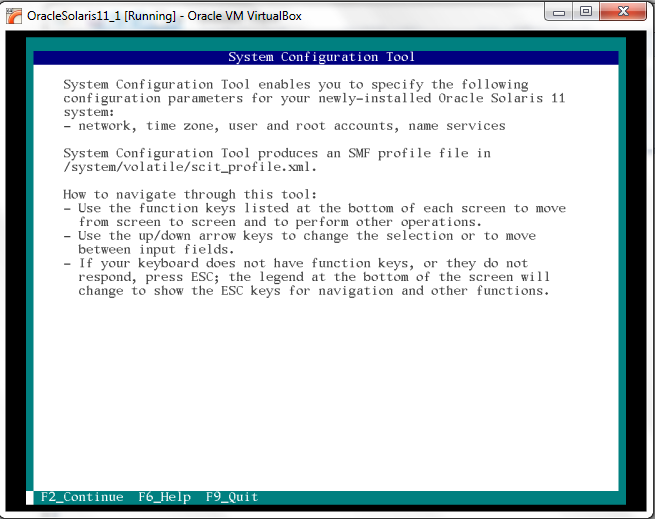 OracleSolaris11_1 [Running] - Oracle VM VirtualBox
System Configuration Tool
System Configuration Tool enables you to specify the following
configuration parameters for your newly-installed Oracle Solaris 11
system:
- network, time zone, user and root accounts, name services
System Configuration Tool produces an SMF profile file in
/system/volatile/scit_profile.xml.
How to navigate through this tool:
- Use the function keys listed at the bottom of each screen to move
from screen to screen and to perform other operations.
- Use the up/down arrow keys to change the selection or to move
between input fields.
- If your keyboard does not have function keys, or they do not
respond, press ESC; the legend at the bottom of the screen will
change to show the ESC keys for navigation and other functions.
F2_Continue F6_Help F9_Quit